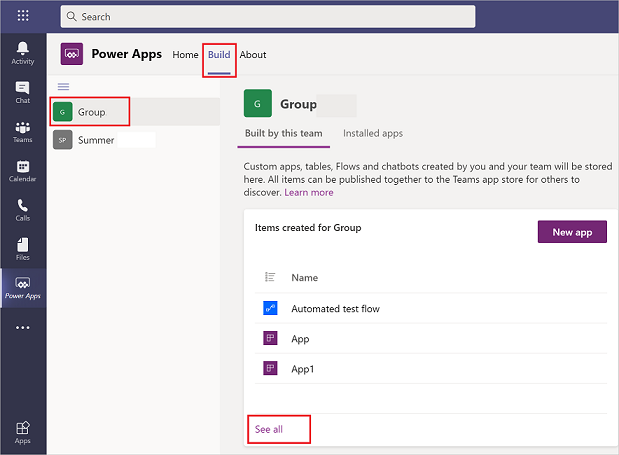 Search
Power Apps
Home
Build
About
Activity
Chat
Teams
Calendar
Calls
Files
Power Apps
Apps
G
Group
SP
Summer
G
Group
Built by this team
Installed apps
Custom apps, tables, Flows and chatbots created by you and your team will be stored
here. All items can be published together to the Teams app store for others to
discover. Learn more
Items created for Group
New app
Name
Automated test flow
App
App1
See all